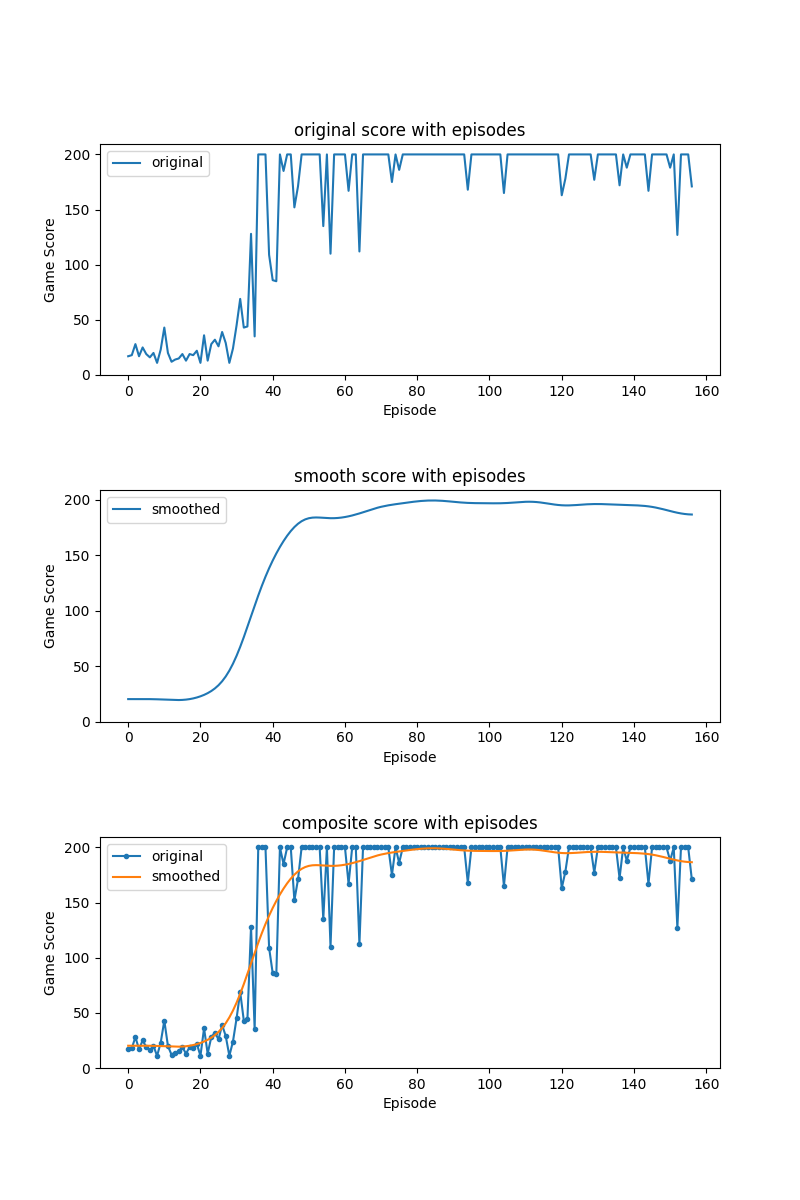 original score with episodes
200
150
100
50
0
Game Score
original
0 20 40 60 80 100 120 140 160
Episode
smooth score with episodes
200
150
100
50
0
Game Score
smoothed
0 20 40 60 80 100 120 140 160
Episode
composite score with episodes
200
150
100
50
0
Game Score
original
smoothed
0 20 40 60 80 100 120 140 160
Episode